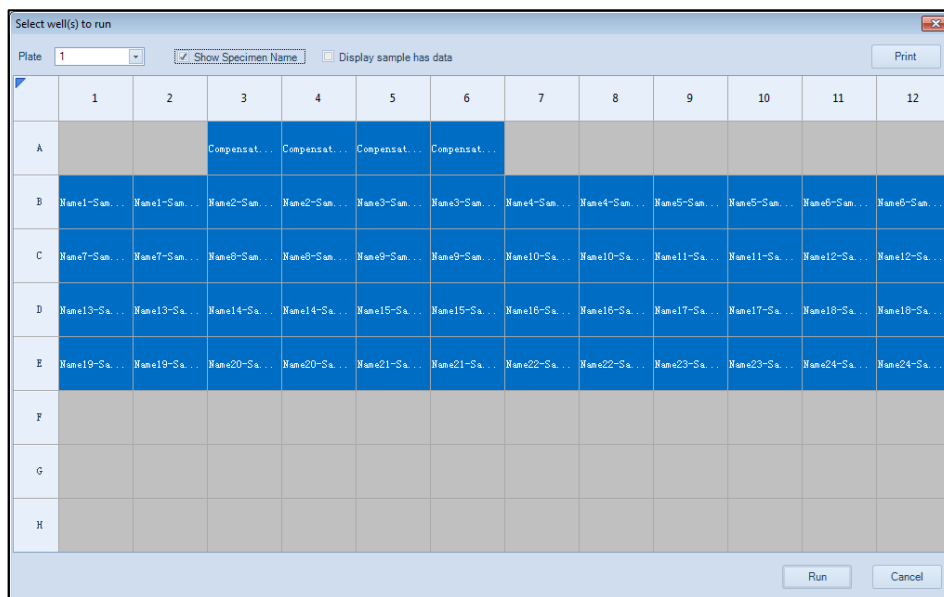 Select well(s) to run
Plate 1 Show Specimen Name Display sample has data Print
1 2 3 4 5 6 7 8 9 10 11 12
A Compensat... Compensat... Compensat... Compensat...
B Name1-Sam... Name1-Sam... Name2-Sam... Name2-Sam... Name3-Sam... Name3-Sam... Name4-Sam... Name4-Sam... Name5-Sam... Name5-Sam... Name6-Sam... Name6-Sam...
C Name7-Sam... Name7-Sam... Name8-Sam... Name8-Sam... Name9-Sam... Name9-Sam... Name10-Sa... Name10-Sa... Name11-Sa... Name11-Sa... Name12-Sa... Name12-Sa...
D Name13-Sa... Name13-Sa... Name14-Sa... Name14-Sa... Name15-Sa... Name15-Sa... Name16-Sa... Name16-Sa... Name17-Sa... Name17-Sa... Name18-Sa... Name18-Sa...
E Name19-Sa... Name19-Sa... Name20-Sa... Name20-Sa... Name21-Sa... Name21-Sa... Name22-Sa... Name22-Sa... Name23-Sa... Name23-Sa... Name24-Sa... Name24-Sa...
F
G
H
Run Cancel